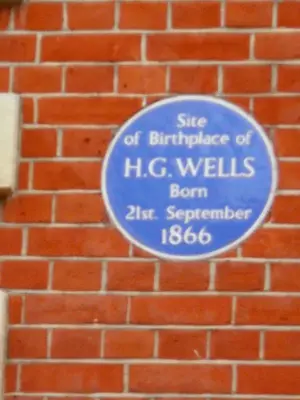 Site
of Birthplace of
H.G. WELLS
Born
21st. September
1866